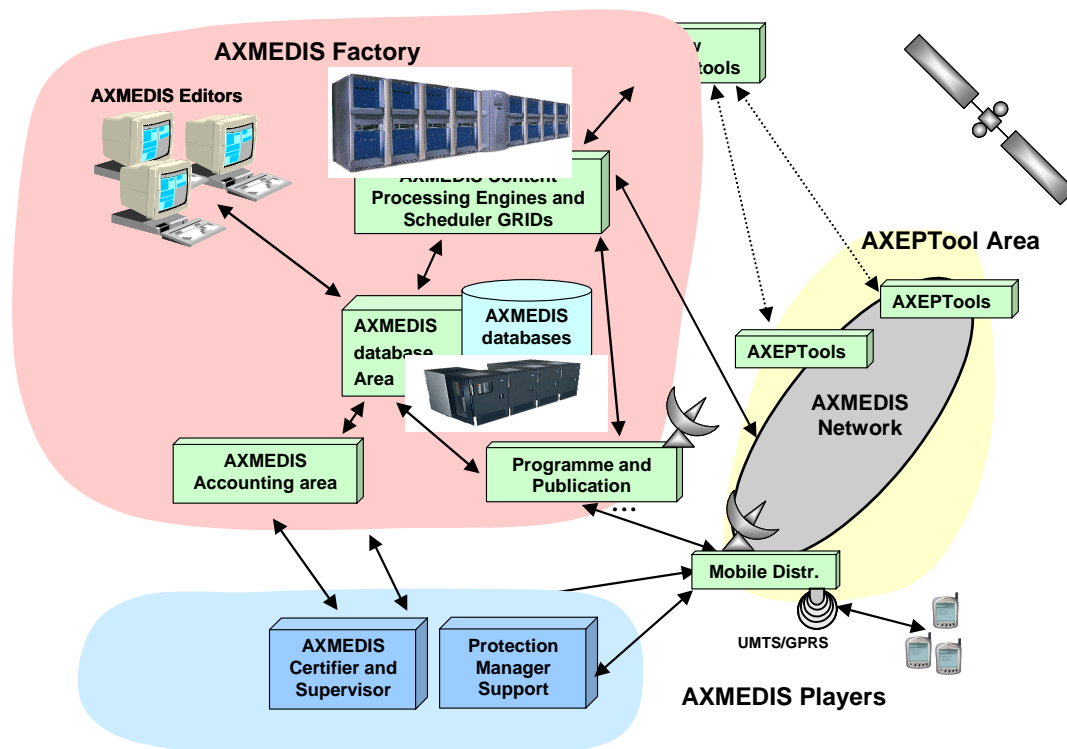 AXMEDIS Factory
tools
AXMEDIS Editors
AXMEDIS Content
Processing Engines and
Scheduler GRIDs
AXEPTool Area
AXEPTools
AXMEDIS
database
Area
AXMEDIS
databases
AXEPTools
AXMEDIS
Network
AXMEDIS
Accounting area
Programme and
Publication
...
Mobile Distr.
UMTS/GPRS
AXMEDIS
Certifier and
Supervisor
Protection
Manager
Support
AXMEDIS Players